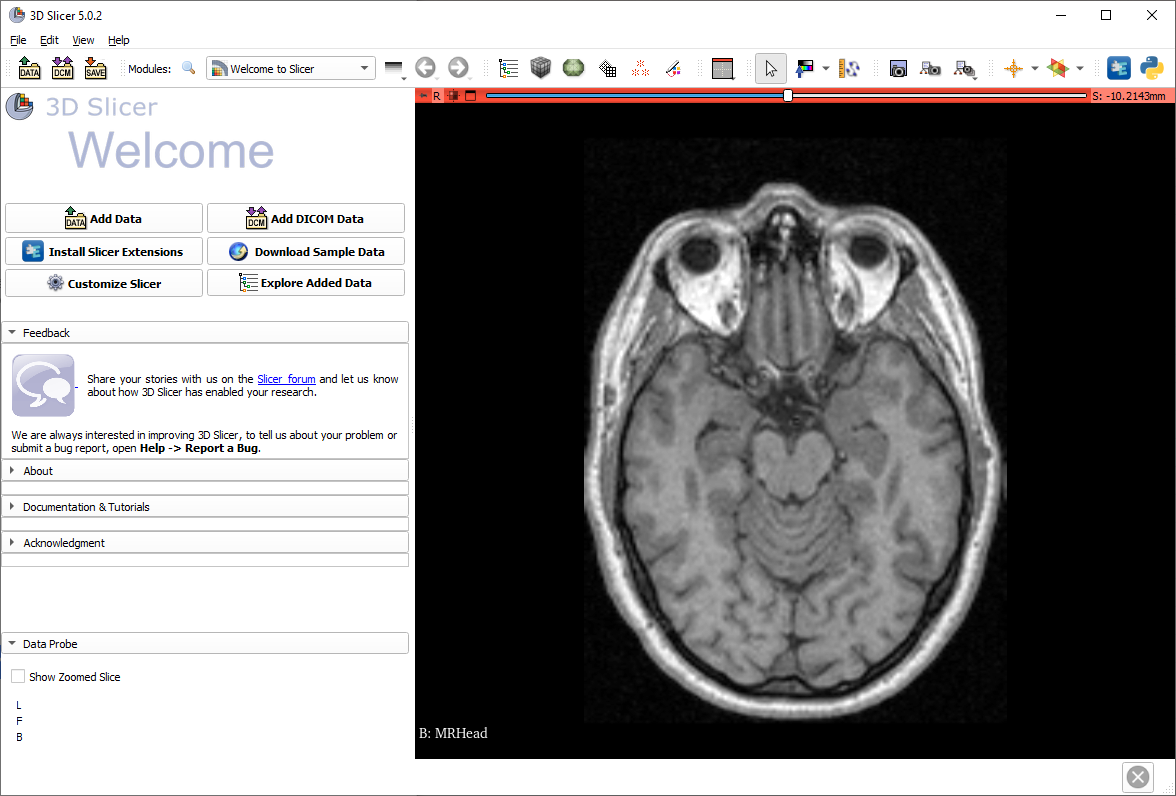 3D Slicer 5.0.2
File Edit View Help
DATA DCM SAVE Modules: Welcome to Slicer
R S: -10.2143mm
3D Slicer
Welcome
DATA Add Data DCM Add DICOM Data
Install Slicer Extensions Download Sample Data
Customize Slicer Explore Added Data
Feedback
Share your stories with us on the Slicer forum and let us know
about how 3D Slicer has enabled your research.
We are always interested in improving 3D Slicer, to tell us about your problem or
submit a bug report, open Help -> Report a Bug.
About
Documentation & Tutorials
Acknowledgment
Data Probe
Show Zoomed Slice
L
F
B
B: MRHead